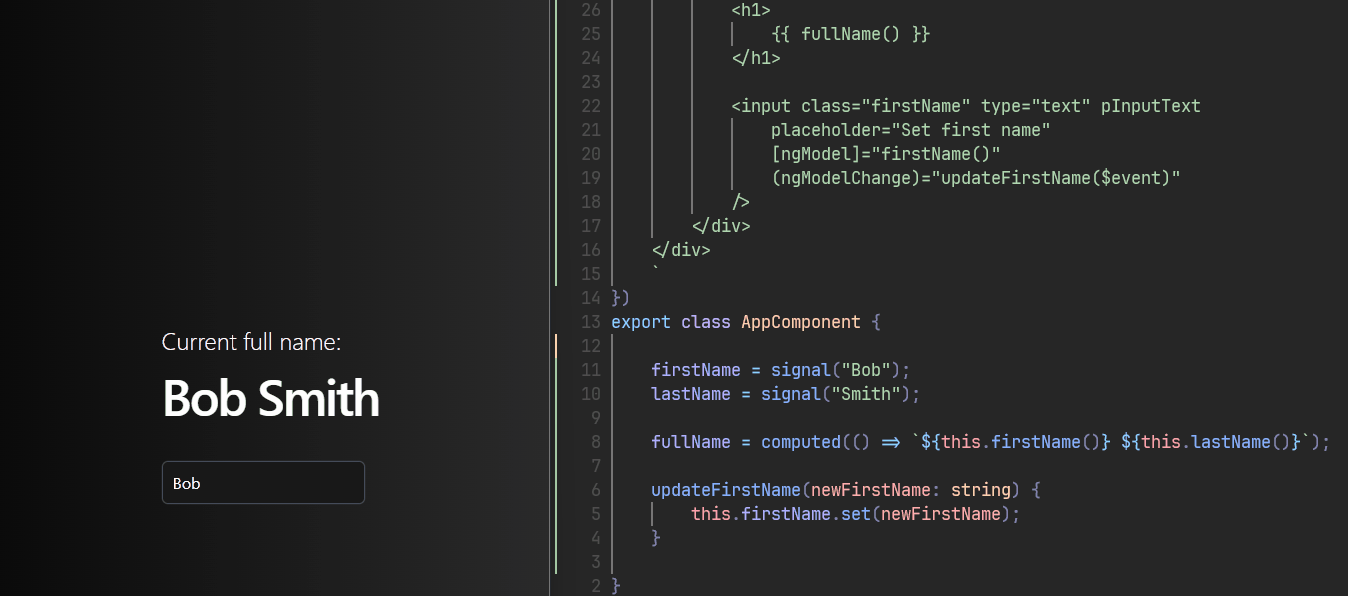 Current full name:
Bob Smith
Bob
26 <h1>
25 {{ fullName() }}
24 </h1>
23
22 <input class="firstName" type="text" pInputText
21 placeholder="Set first name"
20 [ngModel]="firstName()"
19 (ngModelChange)="updateFirstName($event)"
18 />
17 </div>
16 </div>
15 `
14 })
13 export class AppComponent {
12
11 firstName = signal("Bob");
10 lastName = signal("Smith");
9
8 fullName = computed(() => `${this.firstName()} ${this.lastName()}`);
7
6 updateFirstName(newFirstName: string) {
5 this.firstName.set(newFirstName);
4 }
3
2 }